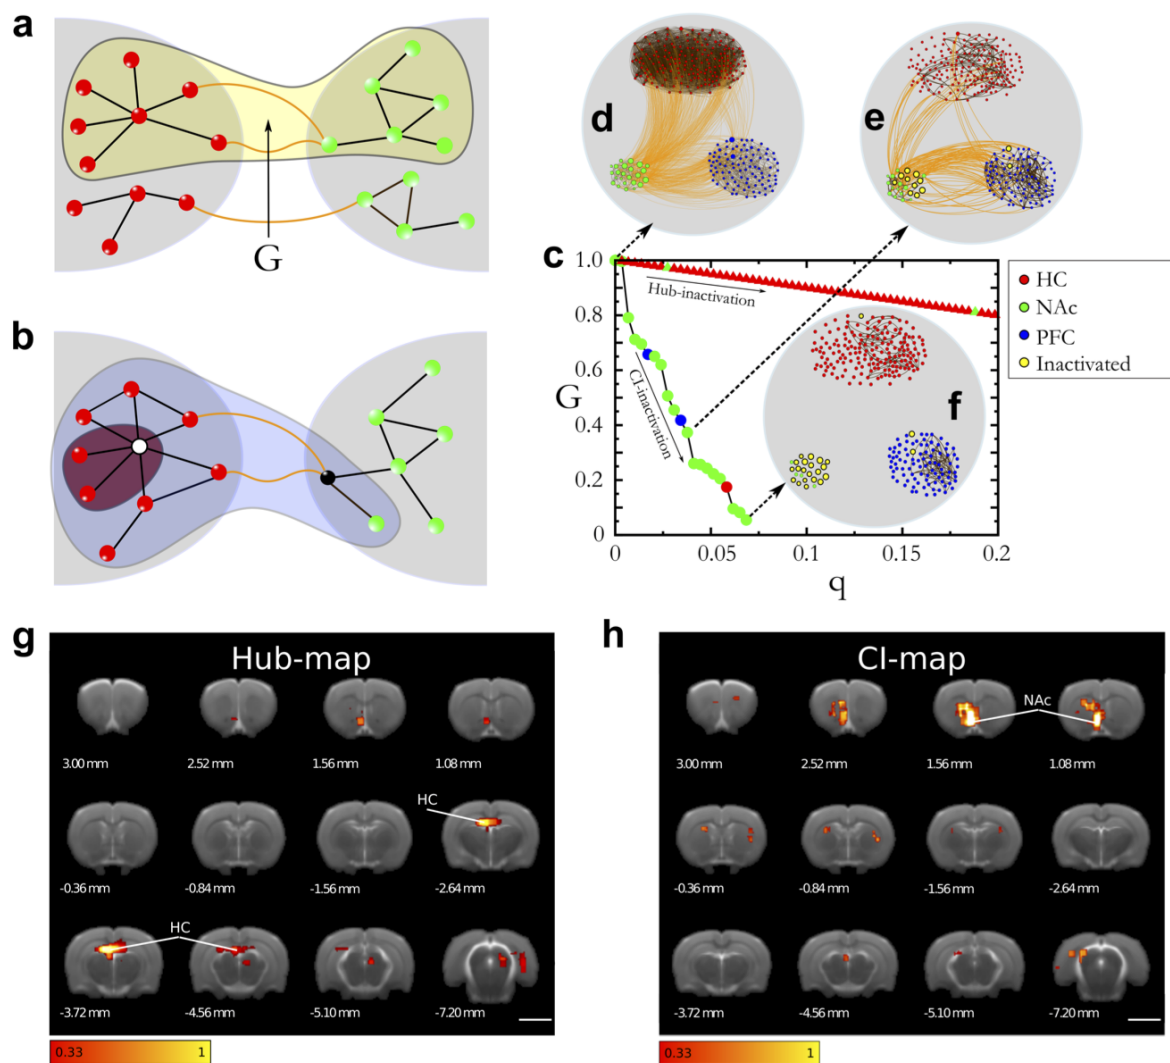 a
G
b
d
e
c
1.0
0.8
0.6
0.4
0.2
0
G
Hub-inactivation
CI-inactivation
f
0
0.05
0.1
0.15
0.2
q
HC
NAc
PFC
Inactivated
g
Hub-map
3.00 mm
2.52 mm
1.56 mm
1.08 mm
HC
-0.36 mm
-0.84 mm
-1.56 mm
-2.64 mm
HC
-3.72 mm
-4.56 mm
-5.10 mm
-7.20 mm
0.33
1
h
CI-map
NAc
3.00 mm
2.52 mm
1.56 mm
1.08 mm
-0.36 mm
-0.84 mm
-1.56 mm
-2.64 mm
-3.72 mm
-4.56 mm
-5.10 mm
-7.20 mm
0.33
1